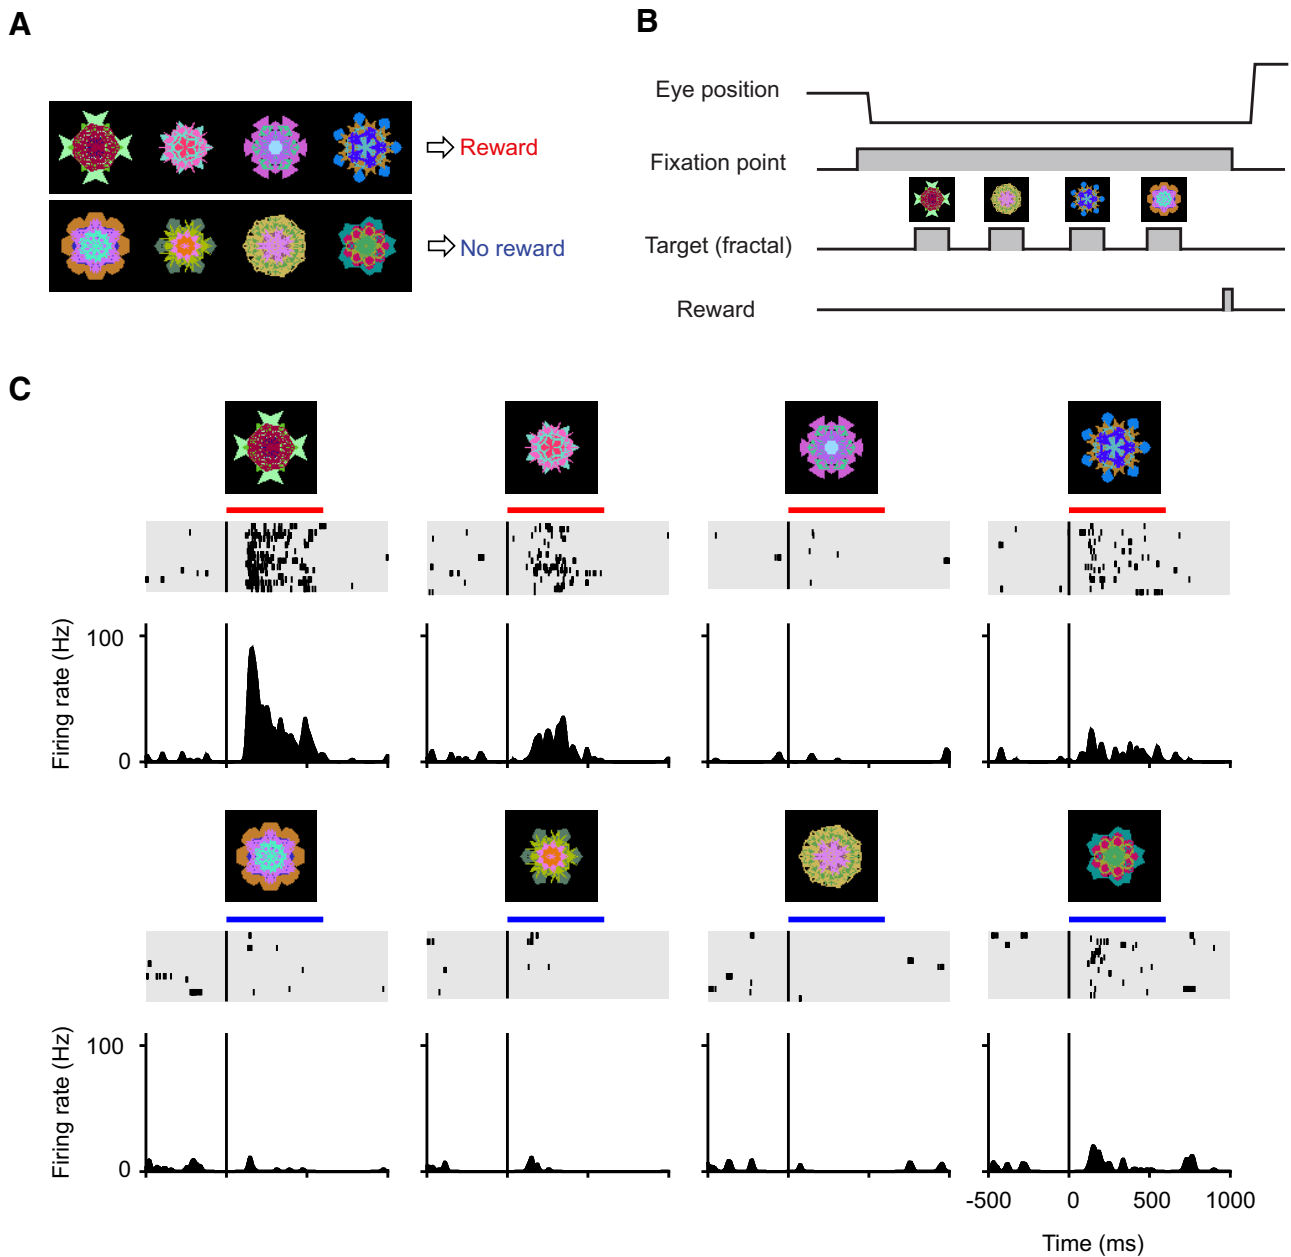 A
Reward
No reward
B
Eye position
Fixation point
Target (fractal)
Reward
C
Firing rate (Hz)
100
0
Firing rate (Hz)
100
0
-500 0 500 1000
Time (ms)